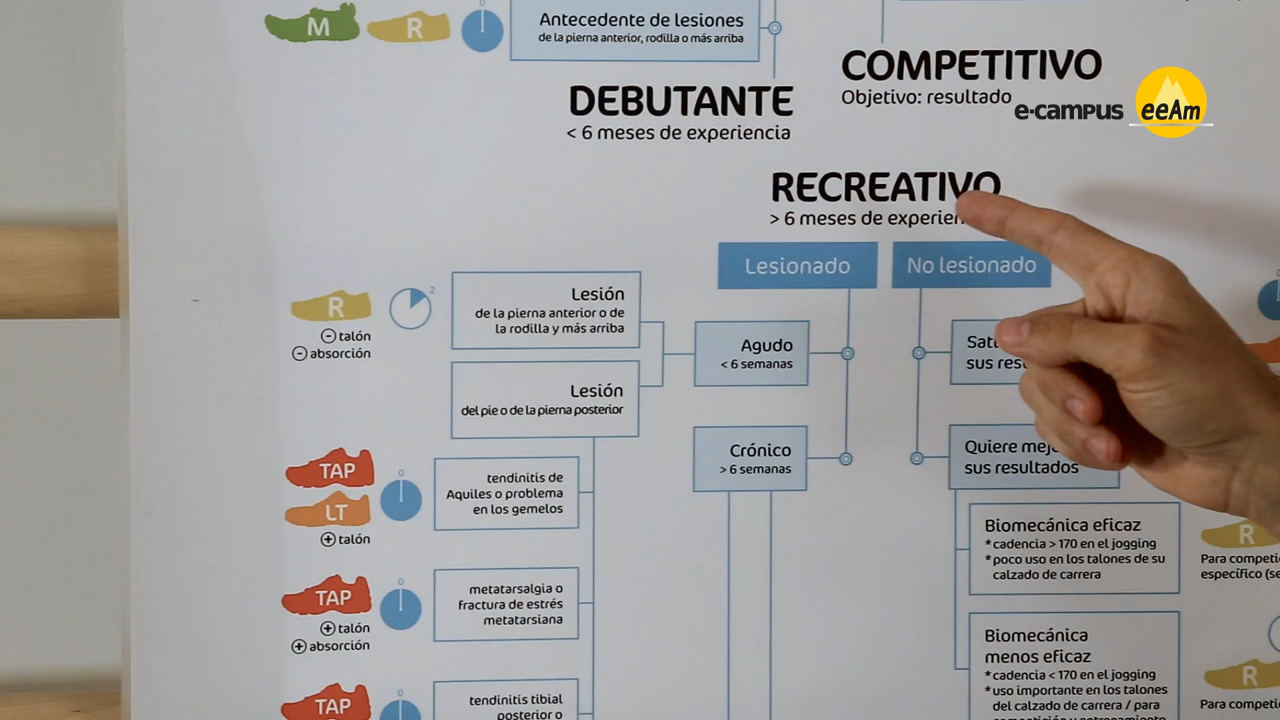 M
R
0
Antecedente de lesiones
de la pierna anterior, rodilla o más arriba
DEBUTANTE
< 6 meses de experiencia
COMPETITIVO
Objetivo: resultado
e-campus
eeAm
RECREATIVO
> 6 meses de
Lesionado
No lesionado
R
2
- talón
- absorción
Lesión
de la pierna anterior o de
la rodilla y más arriba
Lesión
del pie o de la pierna posterior
Agudo
< 6 semanas
Crónico
> 6 semanas
sus
Quiere
sus resultados
TAP
LT
0
+ talón
tendinitis de
Aquiles o problema
en los gemelos
TAP
0
+ talón
+ absorción
metatarsalgia o
fractura de estrés
metatarsiana
TAP
0
tendinitis tibial
posterior o
Biomecánica eficaz
* cadencia > 170 en el jogging
* poco uso en los talones de su
calzado de carrera
R
Para
Biomecánica
menos eficaz
* cadencia < 170 en el jogging
* uso importante en los talones
del calzado de carrera / para
competición y entrenamiento
R
Para